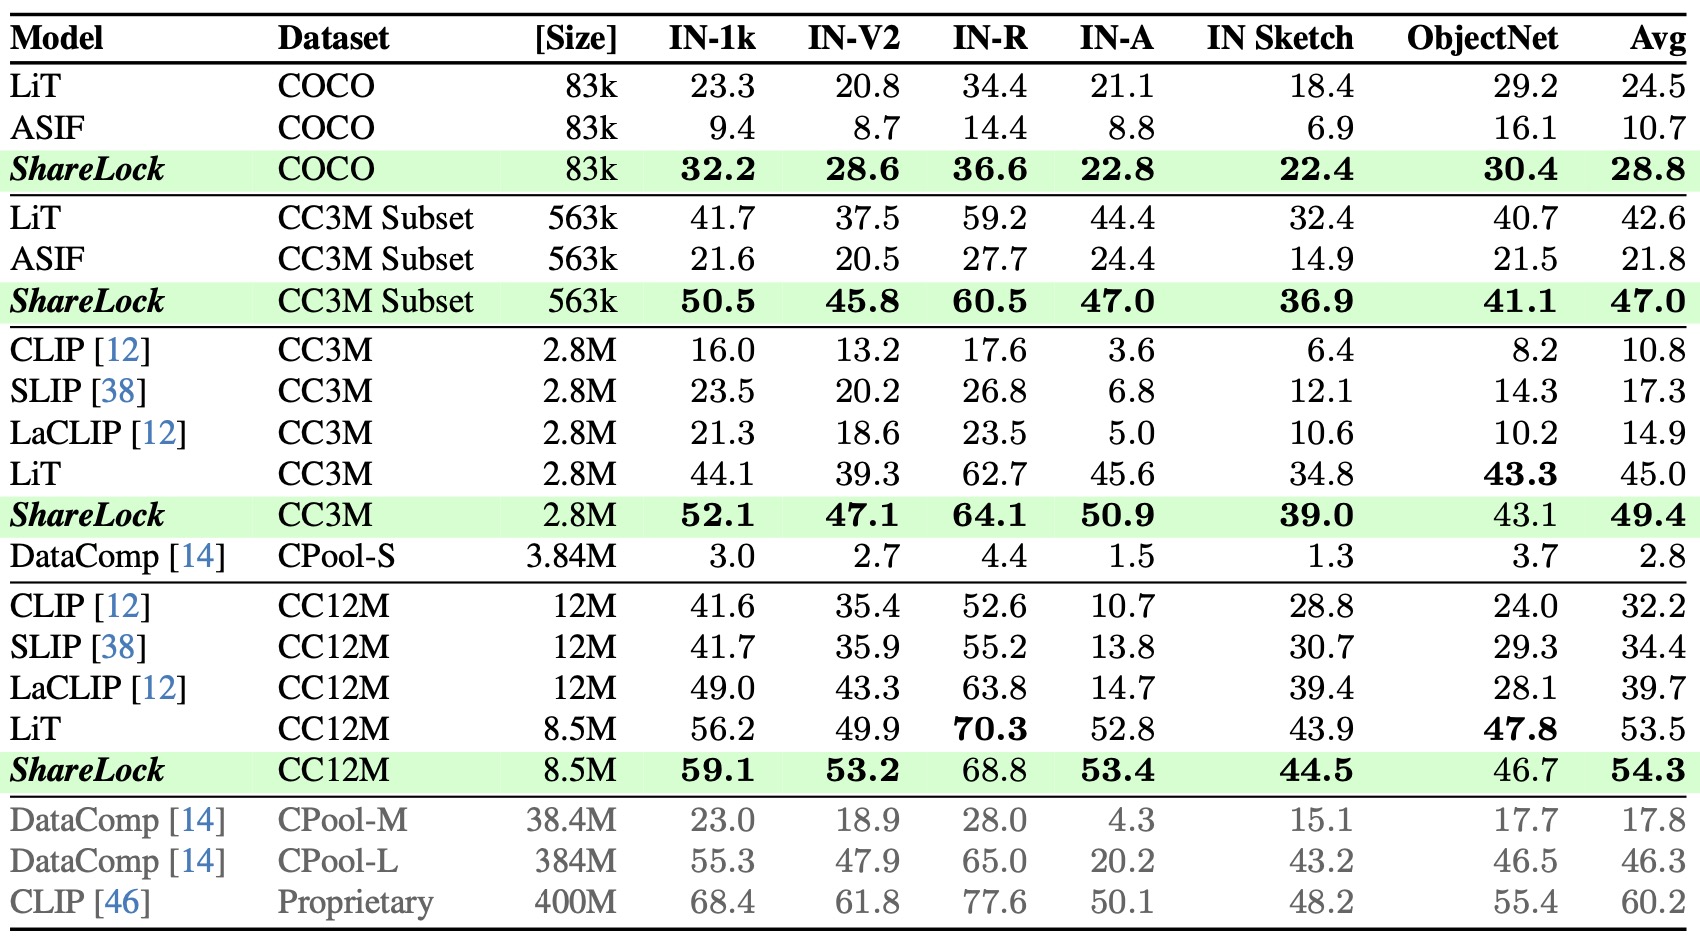 Model Dataset [Size] IN-1k IN-V2 IN-R IN-A IN Sketch ObjectNet Avg
LiT COCO 83k 23.3 20.8 34.4 21.1 18.4 29.2 24.5
ASIF COCO 83k 9.4 8.7 14.4 8.8 6.9 16.1 10.7
ShareLock COCO 83k 32.2 28.6 36.6 22.8 22.4 30.4 28.8
LiT CC3M Subset 563k 41.7 37.5 59.2 44.4 32.4 40.7 42.6
ASIF CC3M Subset 563k 21.6 20.5 27.7 24.4 14.9 21.5 21.8
ShareLock CC3M Subset 563k 50.5 45.8 60.5 47.0 36.9 41.1 47.0
CLIP [12] CC3M 2.8M 16.0 13.2 17.6 3.6 6.4 8.2 10.8
SLIP [38] CC3M 2.8M 23.5 20.2 26.8 6.8 12.1 14.3 17.3
LaCLIP [12] CC3M 2.8M 21.3 18.6 23.5 5.0 10.6 10.2 14.9
LiT CC3M 2.8M 44.1 39.3 62.7 45.6 34.8 43.3 45.0
ShareLock CC3M 2.8M 52.1 47.1 64.1 50.9 39.0 43.1 49.4
DataComp [14] CPool-S 3.84M 3.0 2.7 4.4 1.5 1.3 3.7 2.8
CLIP [12] CC12M 12M 41.6 35.4 52.6 10.7 28.8 24.0 32.2
SLIP [38] CC12M 12M 41.7 35.9 55.2 13.8 30.7 29.3 34.4
LaCLIP [12] CC12M 12M 49.0 43.3 63.8 14.7 39.4 28.1 39.7
LiT CC12M 8.5M 56.2 49.9 70.3 52.8 43.9 47.8 53.5
ShareLock CC12M 8.5M 59.1 53.2 68.8 53.4 44.5 46.7 54.3
DataComp [14] CPool-M 38.4M 23.0 18.9 28.0 4.3 15.1 17.7 17.8
DataComp [14] CPool-L 384M 55.3 47.9 65.0 20.2 43.2 46.5 46.3
CLIP [46] Proprietary 400M 68.4 61.8 77.6 50.1 48.2 55.4 60.2